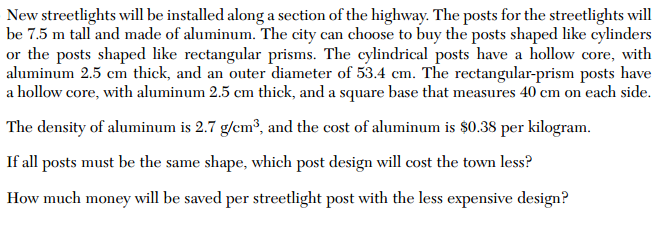 New streetlights will be installed along a section of the highway. The posts for the streetlights will
be 7.5 m tall and made of aluminum. The city can choose to buy the posts shaped like cylinders
or the posts shaped like rectangular prisms. The cylindrical posts have a hollow core, with
aluminum 2.5 cm thick, and an outer diameter of 53.4 cm. The rectangular-prism posts have
a hollow core, with aluminum 2.5 cm thick, and a square base that measures 40 cm on each side.
The density of aluminum is 2.7 g/cm³, and the cost of aluminum is $0.38 per kilogram.
If all posts must be the same shape, which post design will cost the town less?
How much money will be saved per streetlight post with the less expensive design?